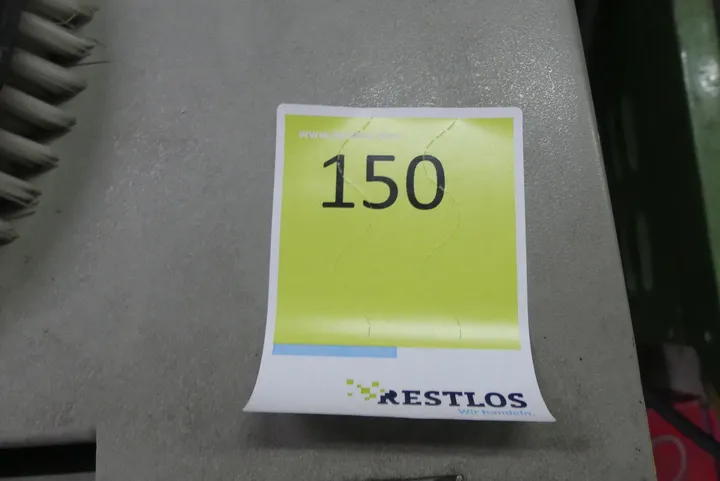 150
RESTLOS
Wir handeln.